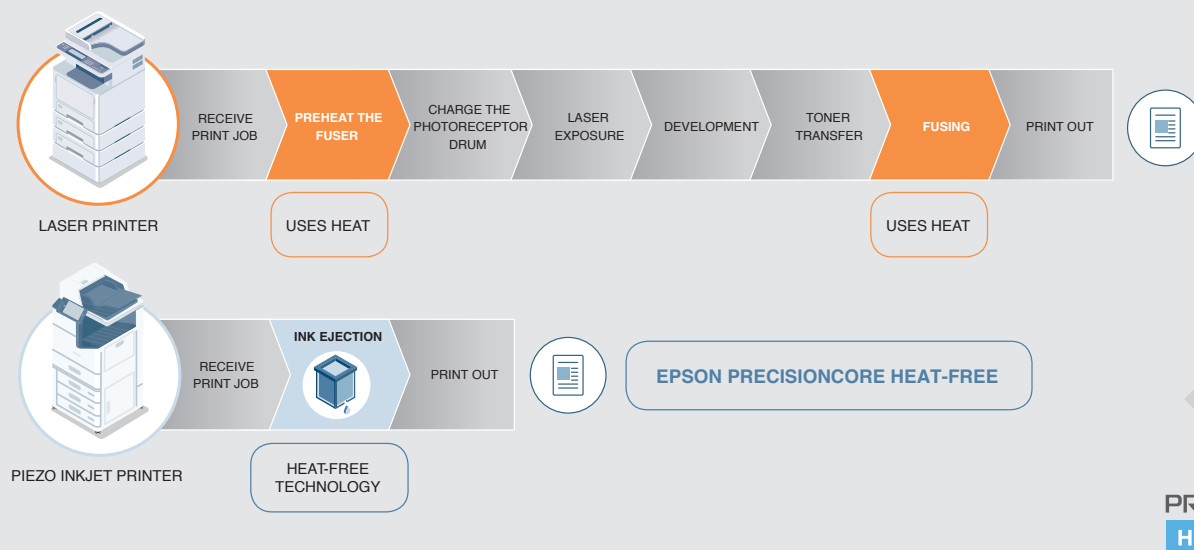 RECEIVE
PRINT JOB
PREHEAT THE
FUSER
CHARGE THE
PHOTORECEPTOR
DRUM
LASER
EXPOSURE
DEVELOPMENT
TONER
TRANSFER
FUSING
PRINT OUT
LASER PRINTER
USES HEAT
USES HEAT
RECEIVE
PRINT JOB
INK EJECTION
PRINT OUT
EPSON PRECISIONCORE HEAT-FREE
PIEZO INKJET PRINTER
HEAT-FREE
TECHNOLOGY